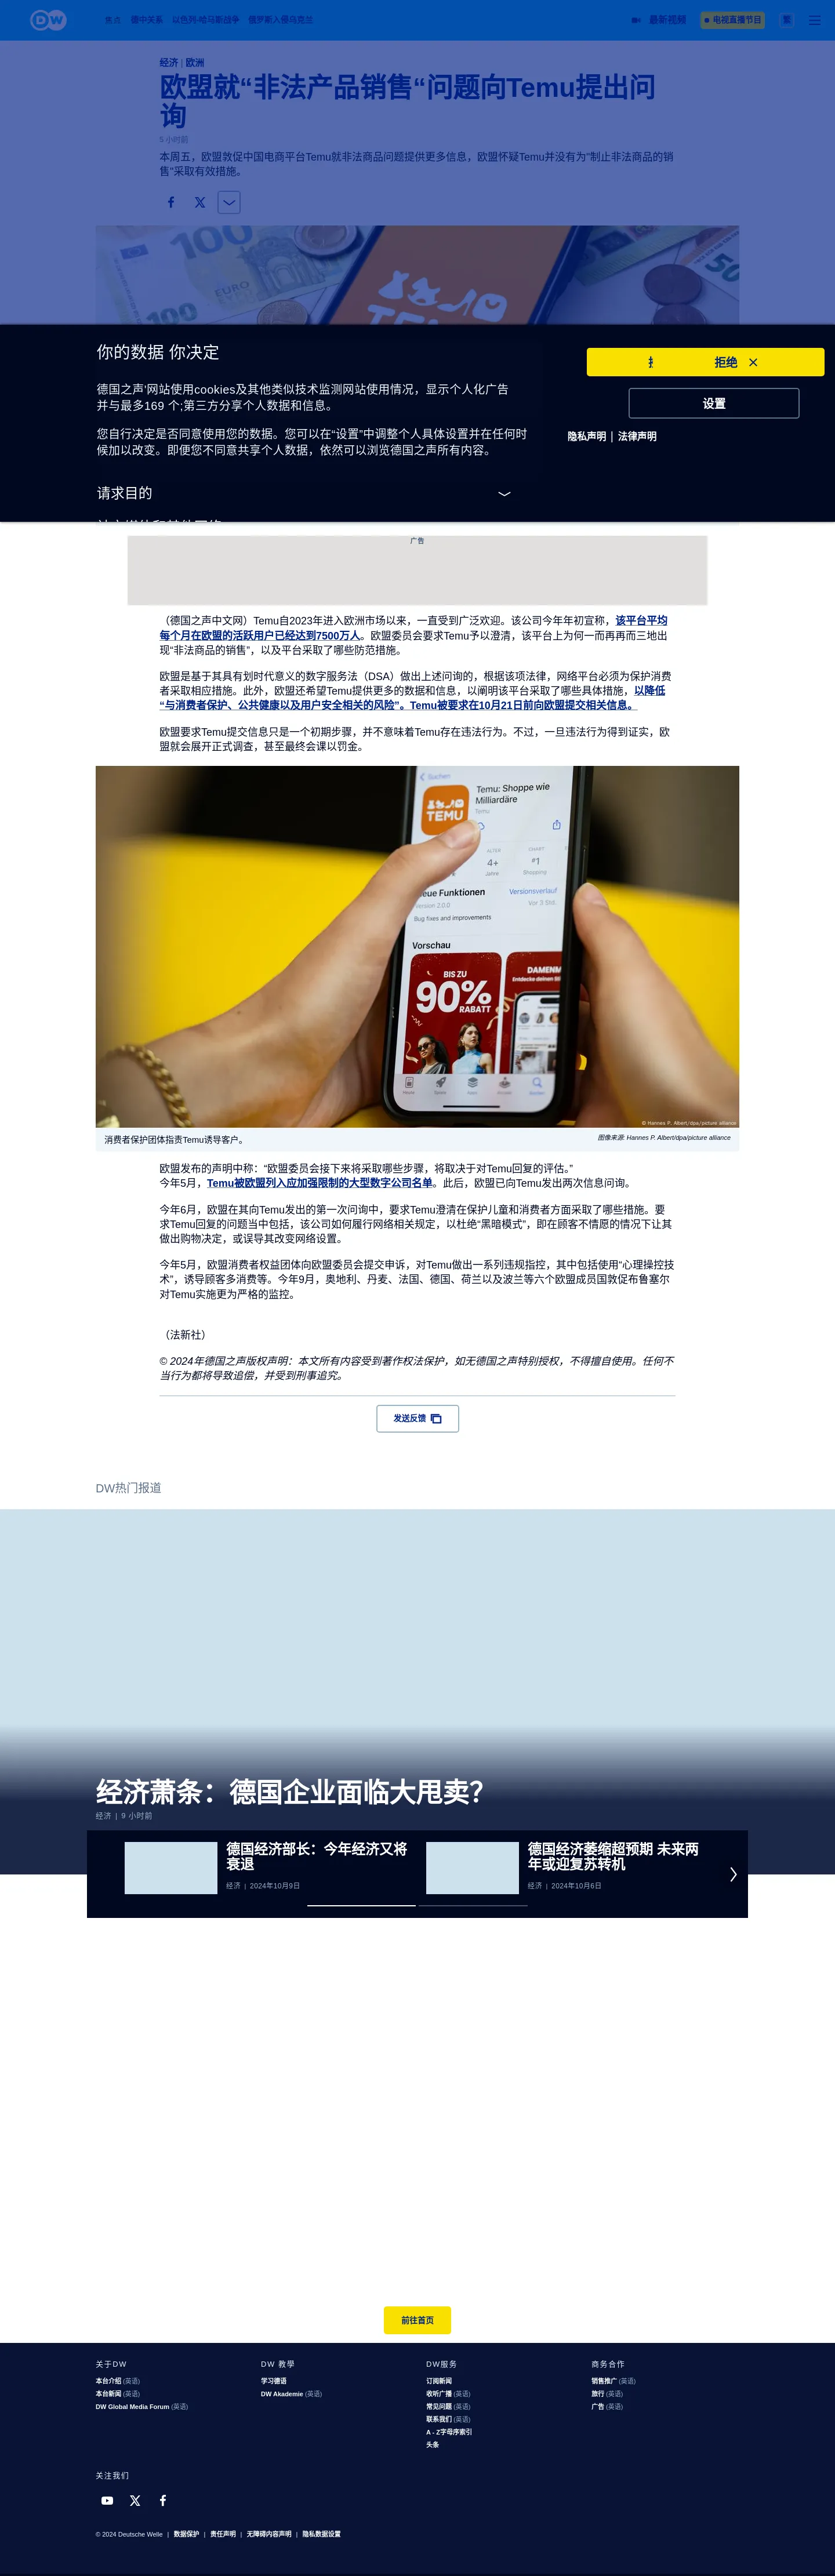 DW
焦点 德中关系 以色列-哈马斯战争 俄罗斯入侵乌克兰
最新视频 电视直播节目 繁
经济 | 欧洲
欧盟就“非法产品销售“问题向Temu提出问
询
5 小时前
本周五，欧盟敦促中国电商平台Temu就非法商品问题提供更多信息，欧盟怀疑Temu并没有为"制止非法商品的销
售"采取有效措施。
你的数据 你决定
德国之声'网站使用cookies及其他类似技术监测网站使用情况，显示个人化广告
并与最多169 个;第三方分享个人数据和信息。
您自行决定是否同意使用您的数据。您可以在“设置”中调整个人具体设置并在任何时
候加以改变。即便您不同意共享个人数据，依然可以浏览德国之声所有内容。
请求目的
拒绝
设置
隐私声明 | 法律声明
广告
（德国之声中文网）Temu自2023年进入欧洲市场以来，一直受到广泛欢迎。该公司今年年初宣称，该平台平均
每个月在欧盟的活跃用户已经达到7500万人。欧盟委员会要求Temu予以澄清，该平台上为何一而再再而三地出
现“非法商品的销售”，以及平台采取了哪些防范措施。
欧盟是基于其具有划时代意义的数字服务法（DSA）做出上述问询的，根据该项法律，网络平台必须为保护消费
者采取相应措施。此外，欧盟还希望Temu提供更多的数据和信息，以阐明该平台采取了哪些具体措施，以降低
“与消费者保护、公共健康以及用户安全相关的风险”。Temu被要求在10月21日前向欧盟提交相关信息。
欧盟要求Temu提交信息只是一个初期步骤，并不意味着Temu存在违法行为。不过，一旦违法行为得到证实，欧
盟就会展开正式调查，甚至最终会课以罚金。
Suchen
TEMU
Temu: Shoppe wie
Milliardäre
Temu
ALTER
4+
Jahre
CHART
#1
Shopping
eue Funktionen
Versionsverlauf
Version 2.0.0
Vor 3 Std.
Bug fixes and improvements
Vorschau
BIS ZU
90%
RABATT
DAMENM
Entdecke deinen S
© Hannes P. Albert/dpa/picture alliance
消费者保护团体指责Temu诱导客户。
图像来源: Hannes P. Albert/dpa/picture alliance
欧盟发布的声明中称：“欧盟委员会接下来将采取哪些步骤，将取决于对Temu回复的评估。”
今年5月，Temu被欧盟列入应加强限制的大型数字公司名单。此后，欧盟已向Temu发出两次信息问询。
今年6月，欧盟在其向Temu发出的第一次问询中，要求Temu澄清在保护儿童和消费者方面采取了哪些措施。要
求Temu回复的问题当中包括，该公司如何履行网络相关规定，以杜绝“黑暗模式”，即在顾客不情愿的情况下让其
做出购物决定，或误导其改变网络设置。
今年5月，欧盟消费者权益团体向欧盟委员会提交申诉，对Temu做出一系列违规指控，其中包括使用“心理操控技
术”，诱导顾客多消费等。今年9月，奥地利、丹麦、法国、德国、荷兰以及波兰等六个欧盟成员国敦促布鲁塞尔
对Temu实施更为严格的监控。
（法新社）
© 2024年德国之声版权声明：本文所有内容受到著作权法保护，如无德国之声特别授权，不得擅自使用。任何不
当行为都将导致追偿，并受到刑事追究。
发送反馈
DW热门报道
经济萧条：德国企业面临大甩卖？
经济 | 9 小时前
德国经济部长：今年经济又将
衰退
经济 | 2024年10月9日
德国经济萎缩超预期 未来两
年或迎复苏转机
经济 | 2024年10月6日
前往首页
关于DW
本台介绍 (英语)
本台新闻 (英语)
DW Global Media Forum (英语)
DW 教學
学习德语
DW Akademie (英语)
DW服务
订阅新闻
收听广播 (英语)
常见问题 (英语)
联系我们 (英语)
A - Z字母序索引
头条
商务合作
销售推广 (英语)
旅行 (英语)
广告 (英语)
关注我们
© 2024 Deutsche Welle | 数据保护 | 责任声明 | 无障碍内容声明 | 隐私数据设置